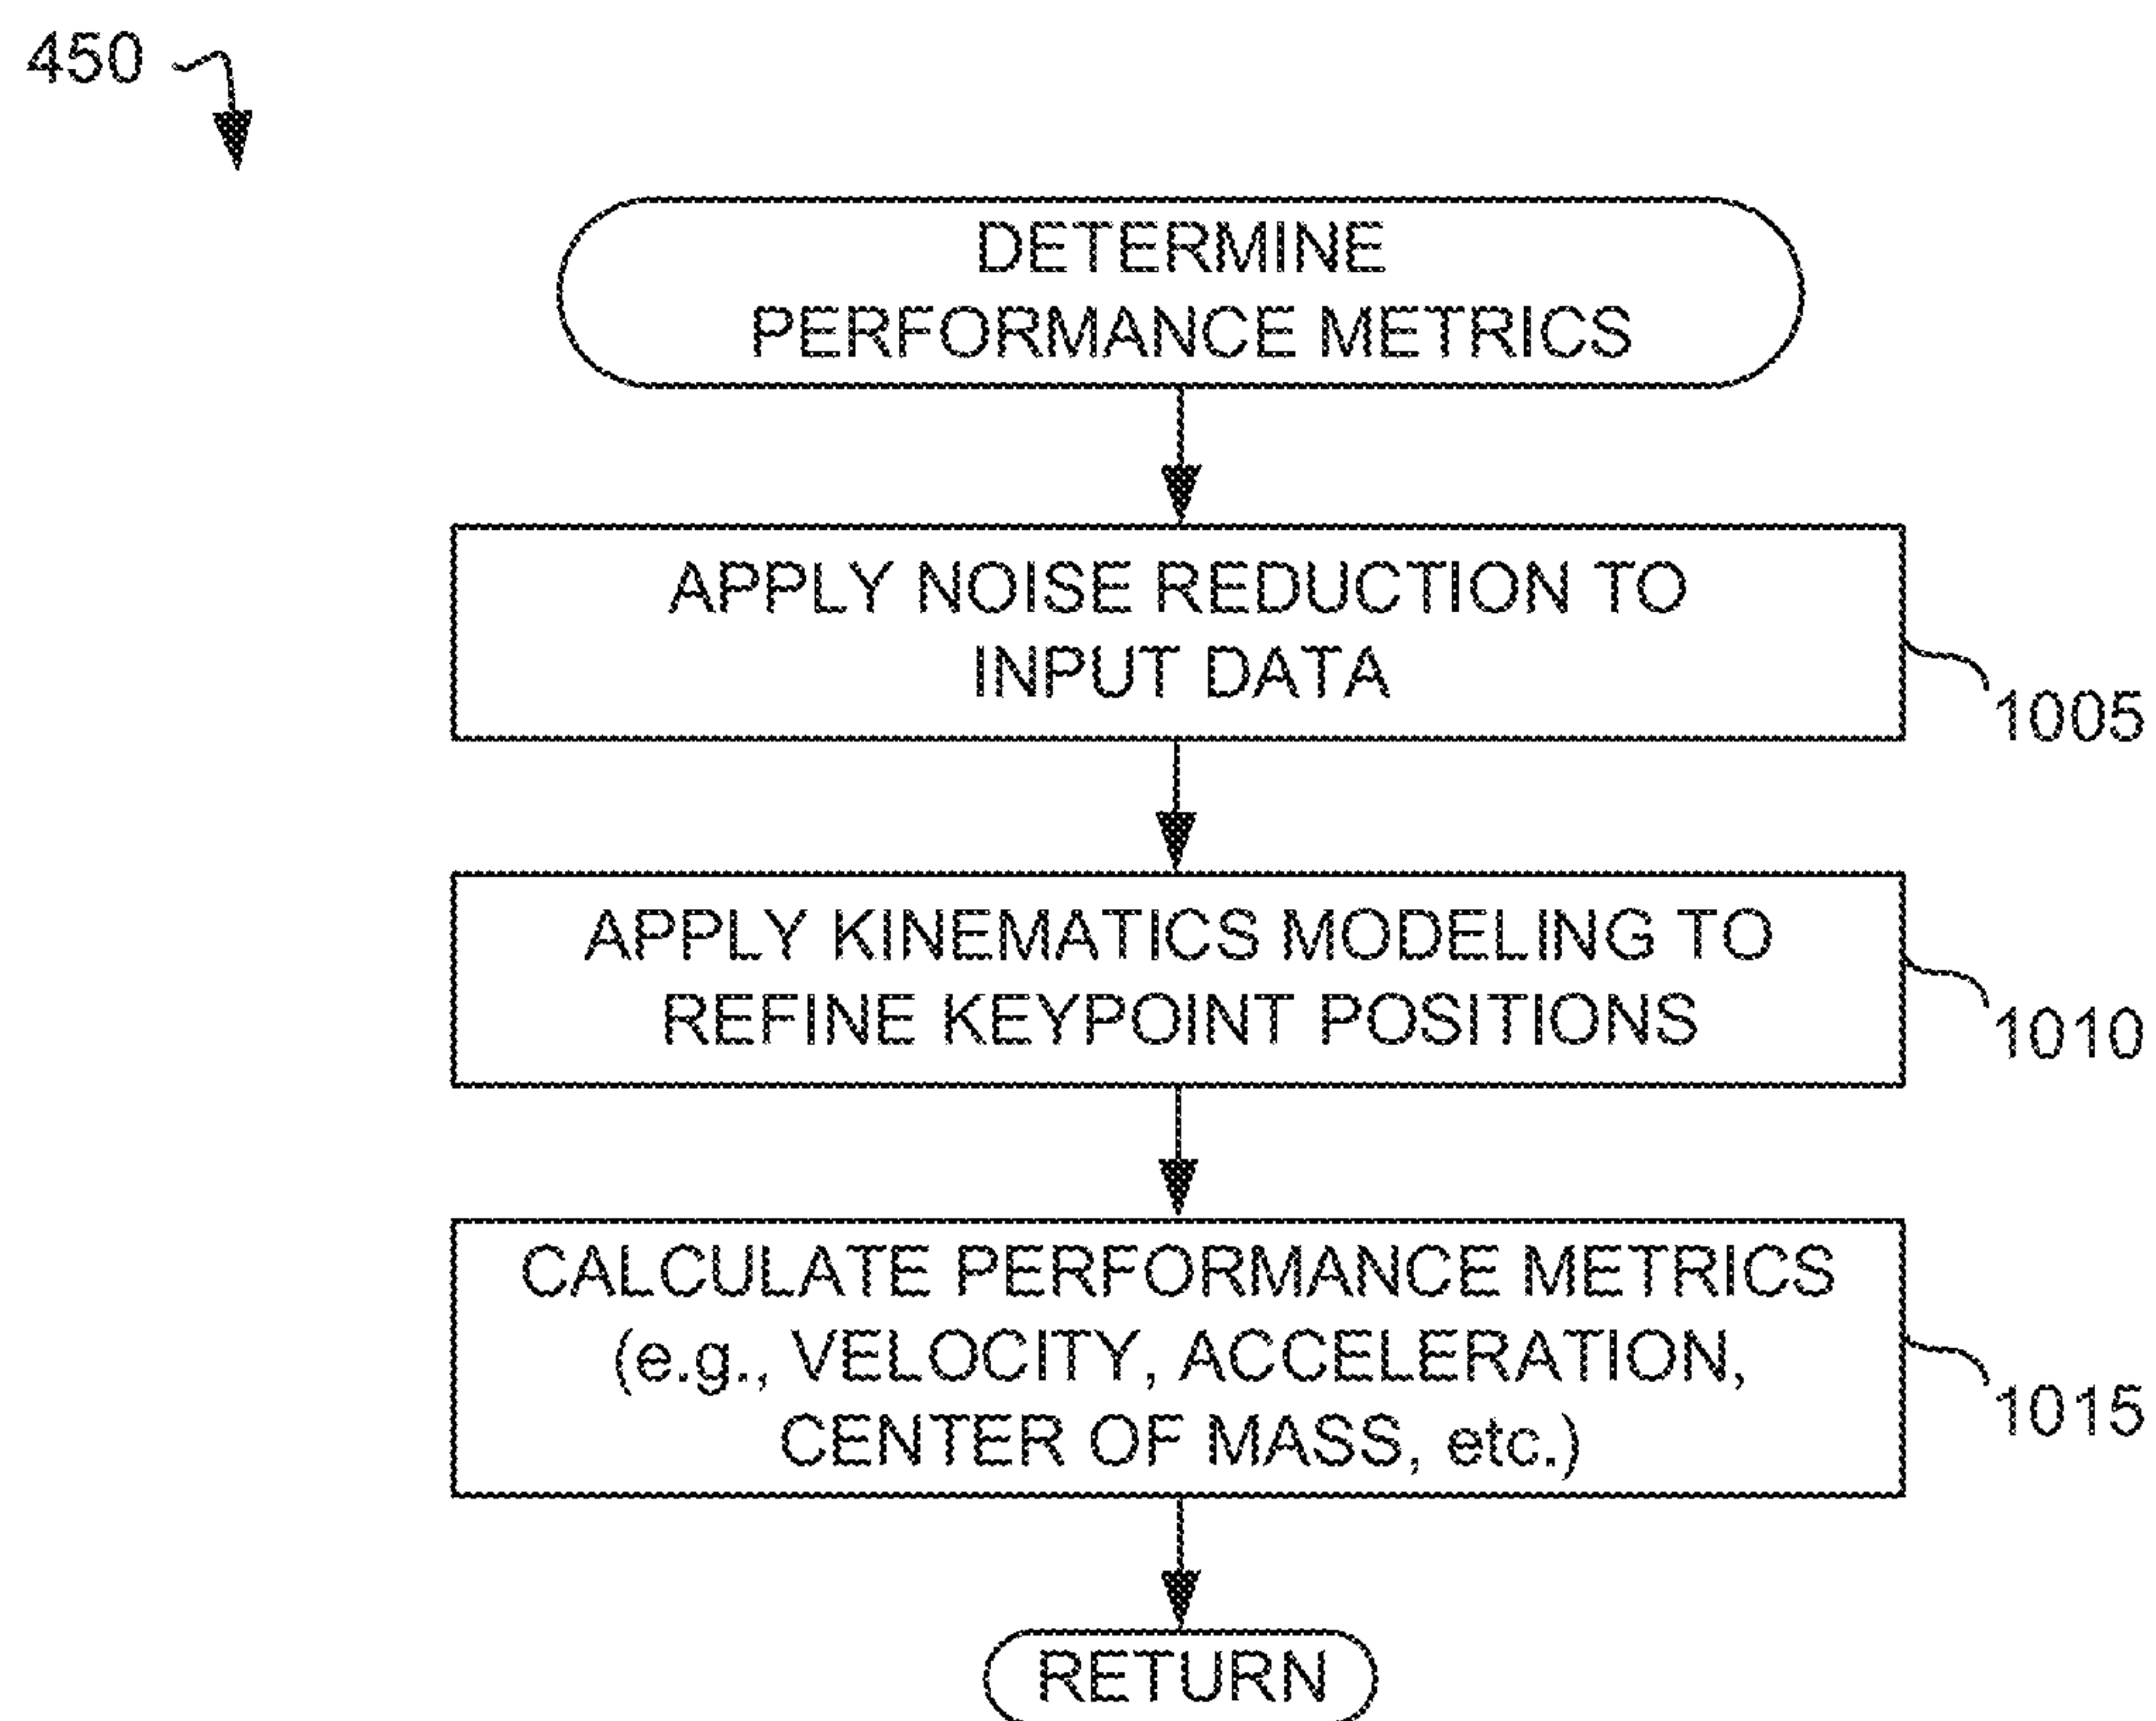 450
DETERMINE
PERFORMANCE METRICS
APPLY NOISE REDUCTION TO
INPUT DATA
1005
APPLY KINEMATICS MODELING TO
REFINE KEYPOINT POSITIONS
1010
CALCULATE PERFORMANCE METRICS
(e.g., VELOCITY, ACCELERATION,
CENTER OF MASS, etc.)
1015
RETURN